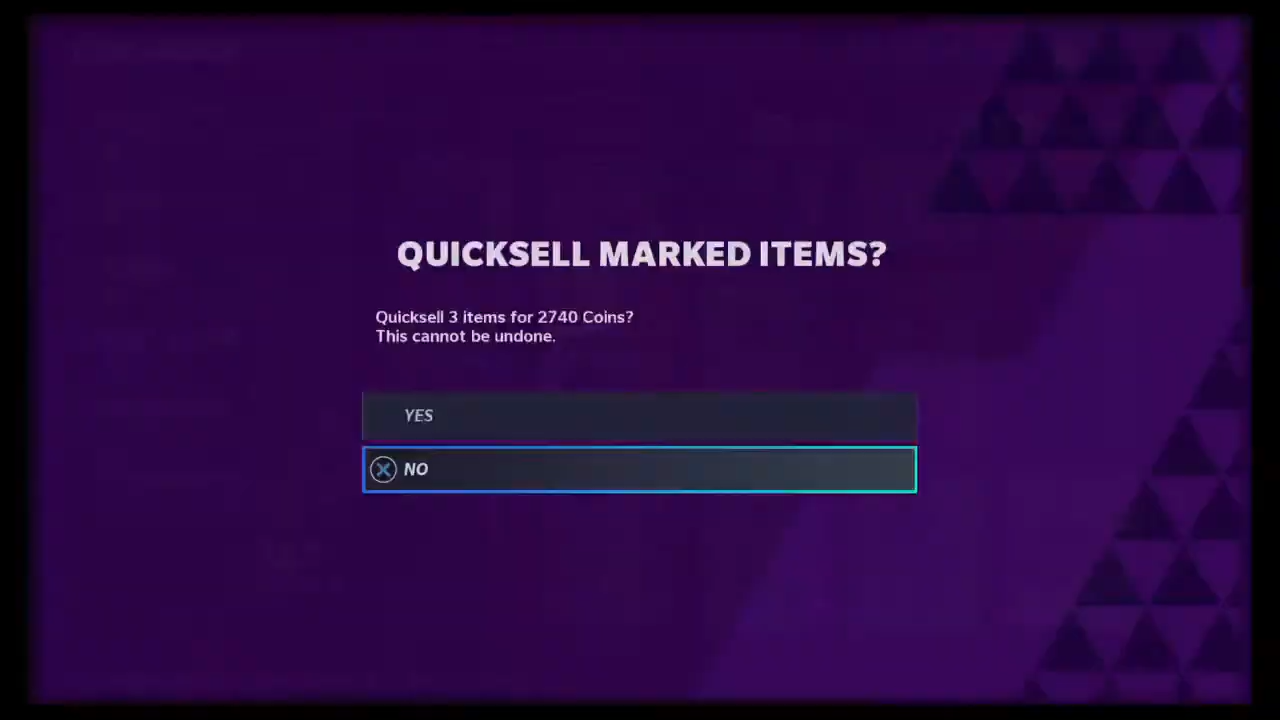 QUICKSELL MARKED ITEMS?
Quicksell 3 items for 2740 Coins?
This cannot be undone.
YES
NO